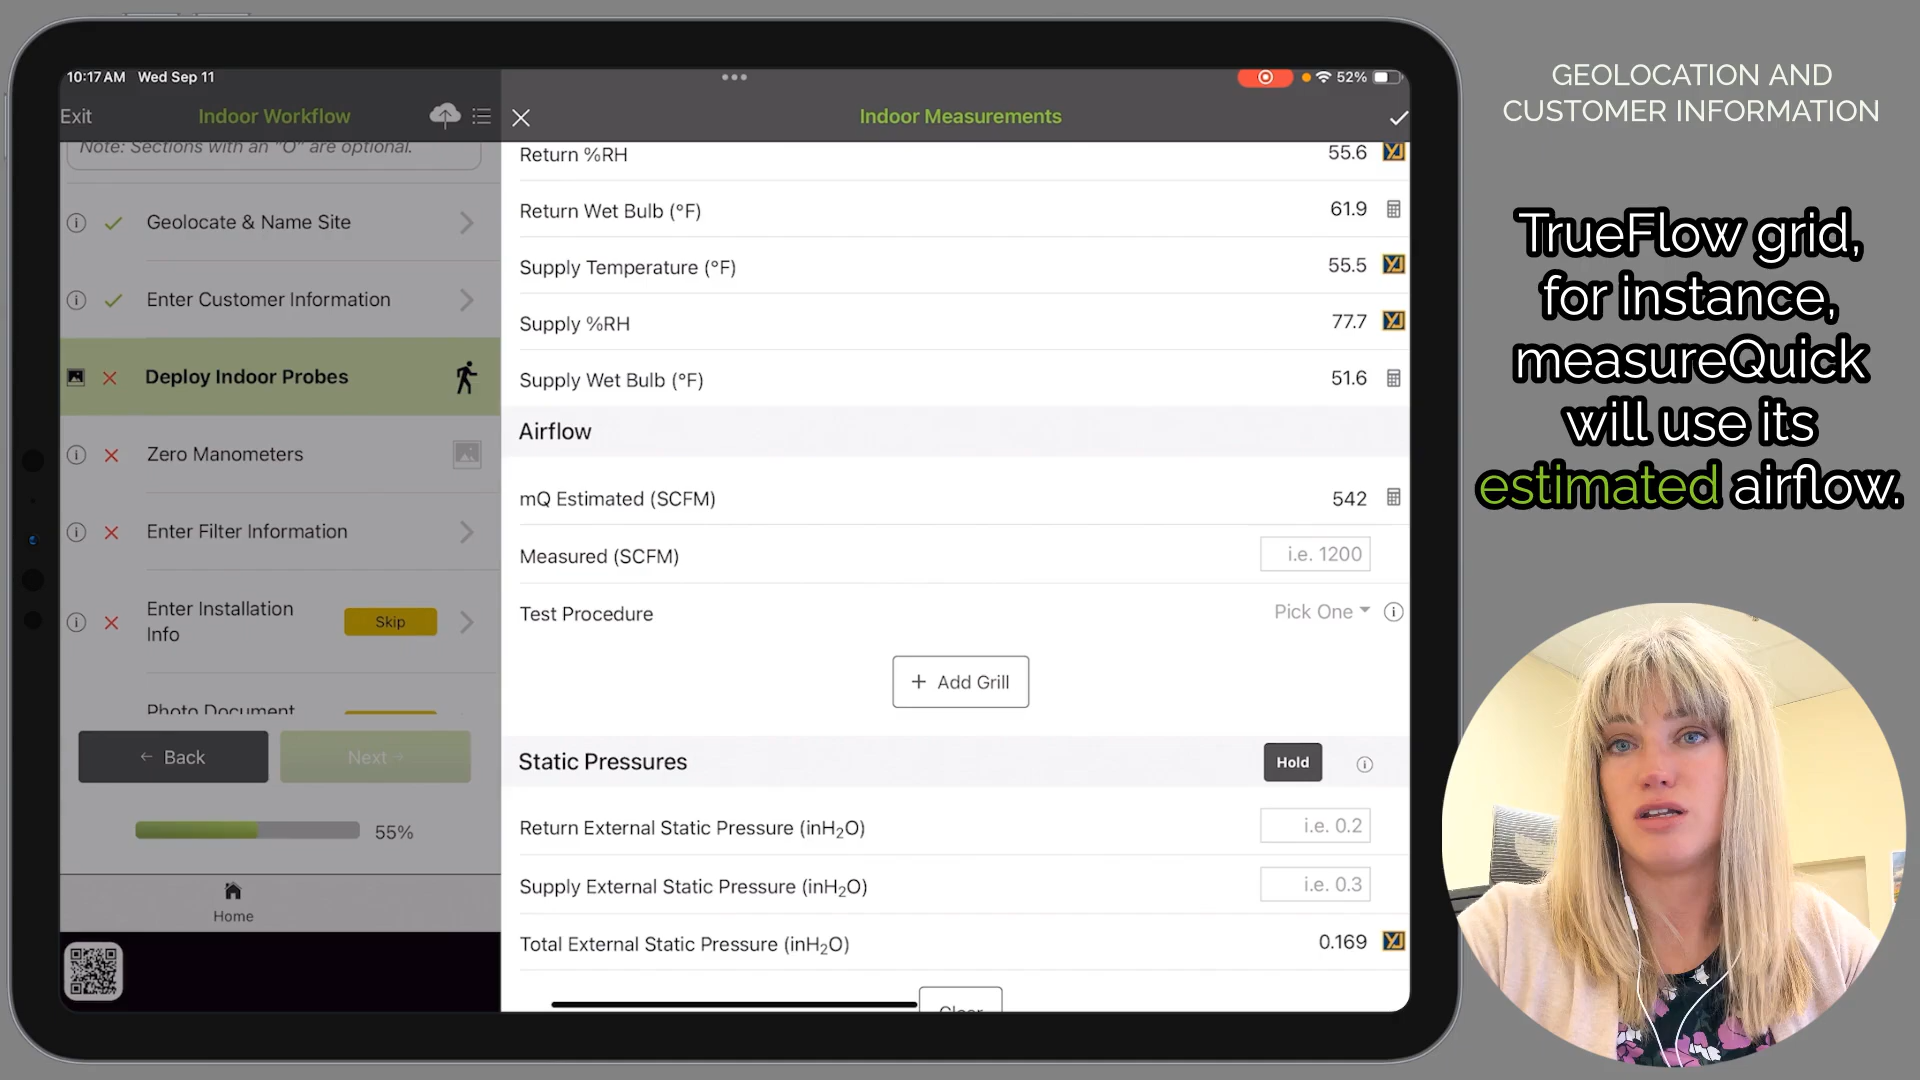 10:17 AM Wed Sep 11
52%
Exit
Indoor Workflow
Note: Sections with an "O" are optional.
Geolocate & Name Site
Enter Customer Information
Deploy Indoor Probes
Zero Manometers
Enter Filter Information
Enter Installation
Info
Skip
Photo Document
← Back
Next →
55%
Home
Indoor Measurements
Return %RH
55.6
Return Wet Bulb (°F)
61.9
Supply Temperature (°F)
55.5
Supply %RH
77.7
Supply Wet Bulb (°F)
51.6
Airflow
mQ Estimated (SCFM)
542
Measured (SCFM)
i.e. 1200
Test Procedure
Pick One
+ Add Grill
Static Pressures
Hold
Return External Static Pressure (inH₂O)
i.e. 0.2
Supply External Static Pressure (inH₂O)
i.e. 0.3
Total External Static Pressure (inH₂O)
0.169
Clear
GEOLOCATION AND
CUSTOMER INFORMATION
TrueFlow grid,
for instance,
measureQuick
will use its
estimated airflow.